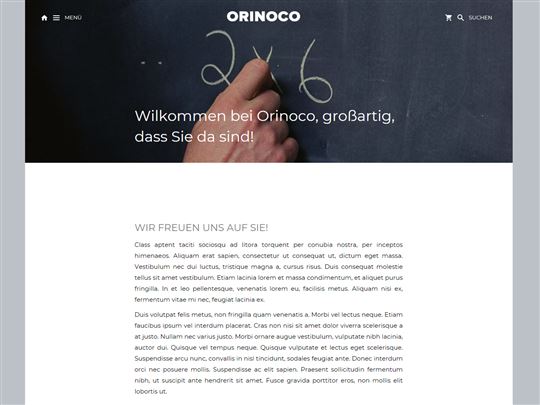 MENÜ
ORINOCO
SUCHEN
2 x 6
Wilkommen bei Orinoco, großartig,
dass Sie da sind!
WIR FREUEN UNS AUF SIE!
Class aptent taciti sociosqu ad litora torquent per conubia nostra, per inceptos
himenaeos. Aliquam erat sapien, consectetur ut consequat ut, dictum eget massa.
Vestibulum nec dui luctus, tristique magna a, cursus risus. Duis consequat molestie
tellus sit amet vestibulum. Etiam lacinia lorem et massa condimentum, et aliquet purus
fringilla. In et leo pellentesque, venenatis lorem eu, facilisis metus. Aliquam nisi ex,
fermentum vitae mi nec, feugiat lacinia ex.
Duis volutpat felis metus, non fringilla quam venenatis a. Morbi vel lectus neque. Etiam
faucibus ipsum vel interdum placerat. Cras non nisi sit amet dolor viverra scelerisque a
at justo. Nullam nec varius justo. Morbi ornare augue vestibulum, vulputate nibh lacinia,
auctor dui. Quisque vel tempus neque. Quisque vulputate et lectus eget scelerisque.
Suspendisse arcu nunc, convallis in nisl tincidunt, sodales feugiat ante. Donec interdum
orci nec posuere mollis. Suspendisse ac elit sapien. Praesent sollicitudin fermentum
nibh, ut suscipit ante hendrerit sit amet. Fusce gravida porttitor eros, non mollis elit
lobortis ut.